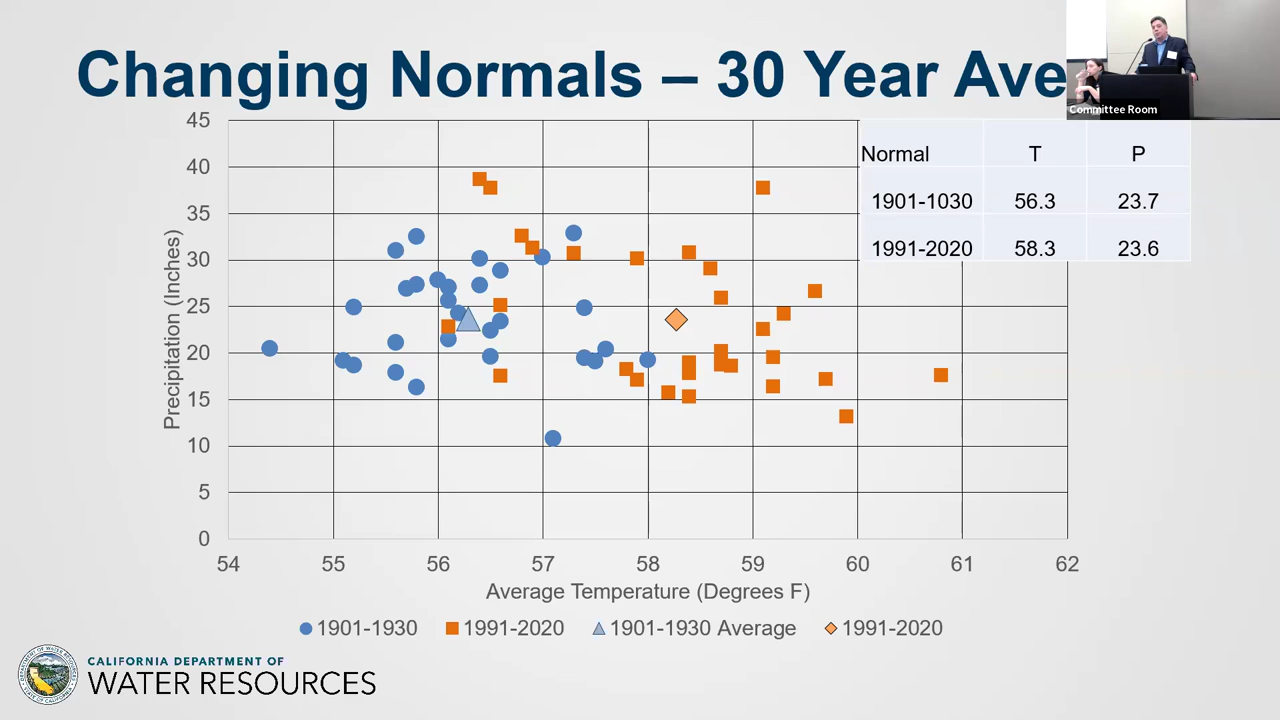 Changing Normals – 30 Year Ave
Committee Room
Normal T P
1901-1030 56.3 23.7
1991-2020 58.3 23.6
Precipitation (Inches)
45
40
35
30
25
20
15
10
5
0
54 55 56 57 58 59 60 61 62
Average Temperature (Degrees F)
1901-1930 1991-2020 1901-1930 Average 1991-2020
CALIFORNIA DEPARTMENT OF
WATER RESOURCES